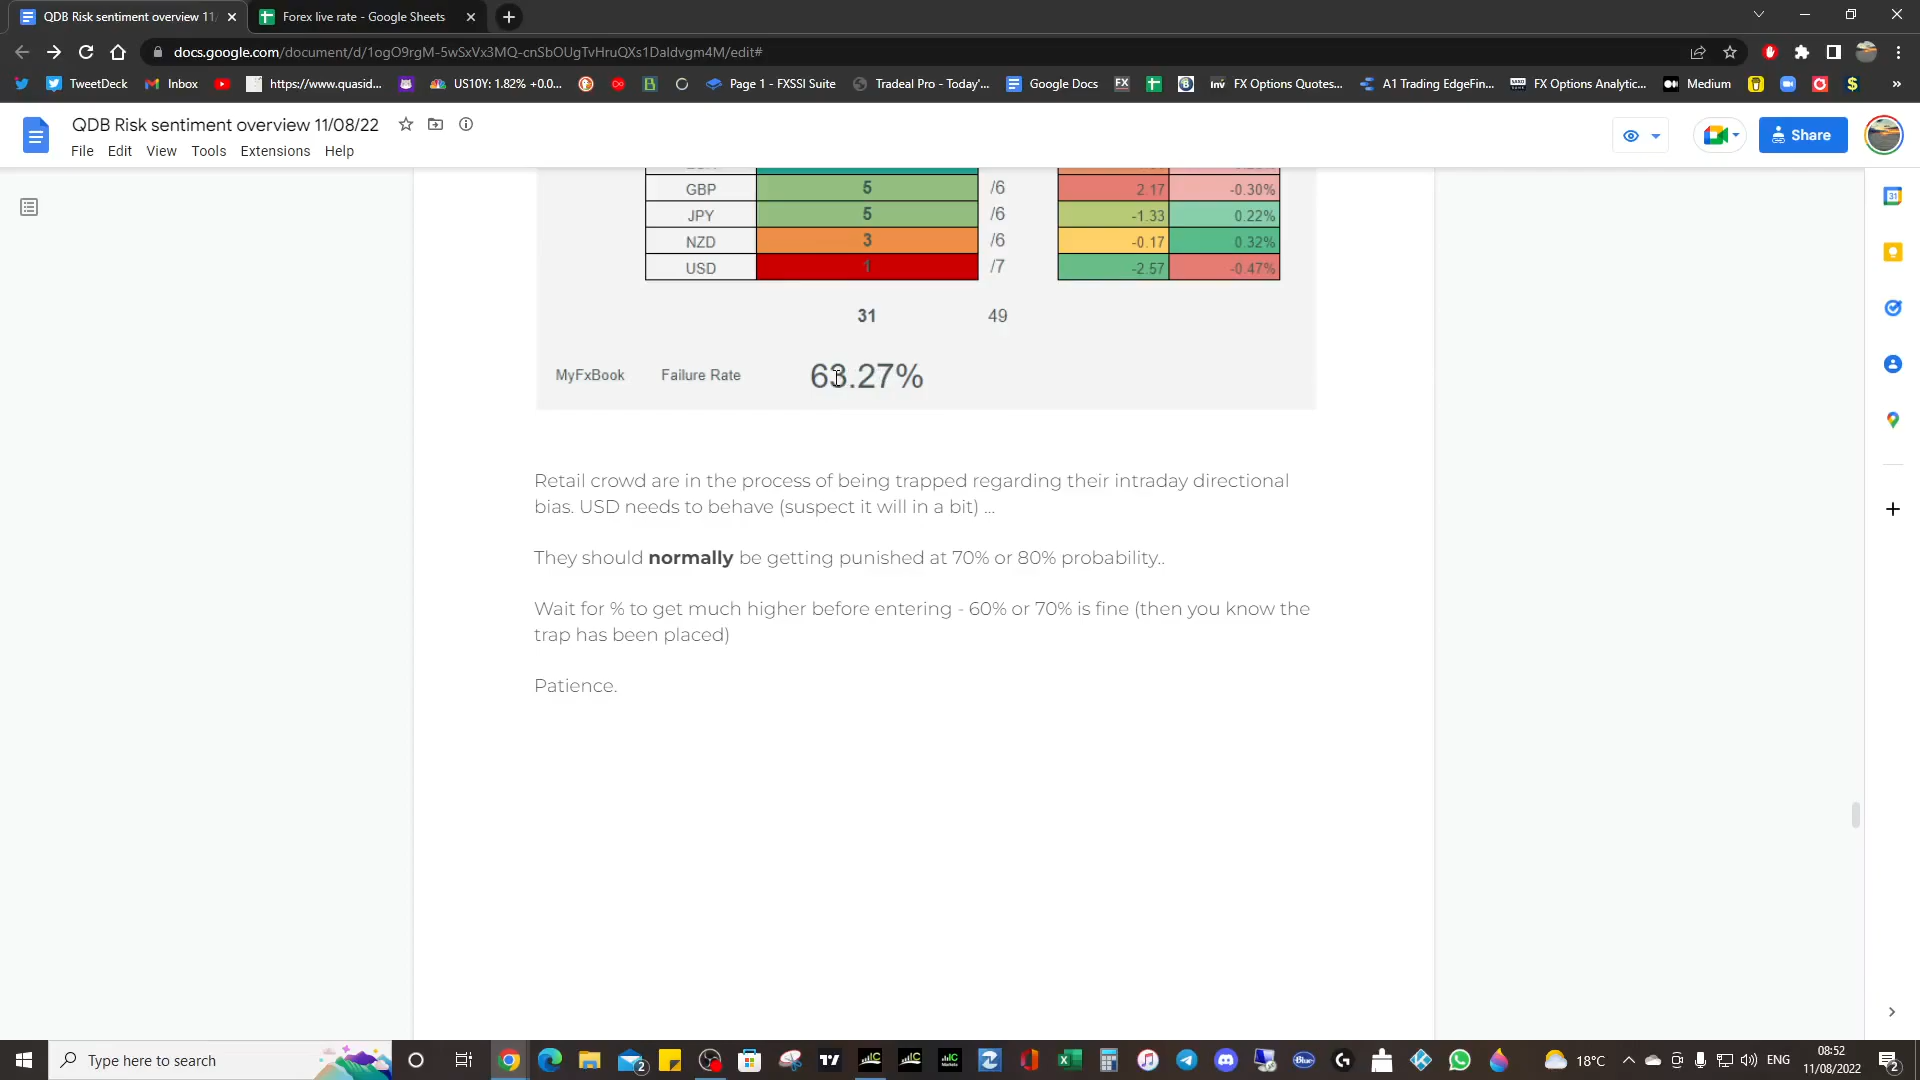 QDB Risk sentiment overview 11/
Forex live rate - Google Sheets
docs.google.com/document/d/1ogO9rgM-5wSxVx3MQ-cnSbOUgTvHruQXs1Daldvgm4M/edit#
TweetDeck
Inbox
https://www.quasid...
US10Y: 1.82% +0.0...
Page 1 - FXSSI Suite
Tradeal Pro - Today'...
Google Docs
FX
inv
FX Options Quotes...
A1 Trading EdgeFin...
FX Options Analytic...
Medium
»
QDB Risk sentiment overview 11/08/22
Share
File Edit View Tools Extensions Help
GBP 5 /6 2.17 -0.30%
JPY 5 /6 -1.33 0.22%
NZD 3 /6 -0.17 0.32%
USD 1 /7 -2.57 -0.47%
31 49
MyFxBook Failure Rate 63.27%
Retail crowd are in the process of being trapped regarding their intraday directional
bias. USD needs to behave (suspect it will in a bit) ...
They should normally be getting punished at 70% or 80% probability..
Wait for % to get much higher before entering - 60% or 70% is fine (then you know the
trap has been placed)
Patience.
Type here to search
2
18°C
ENG
08:52
11/08/2022
2